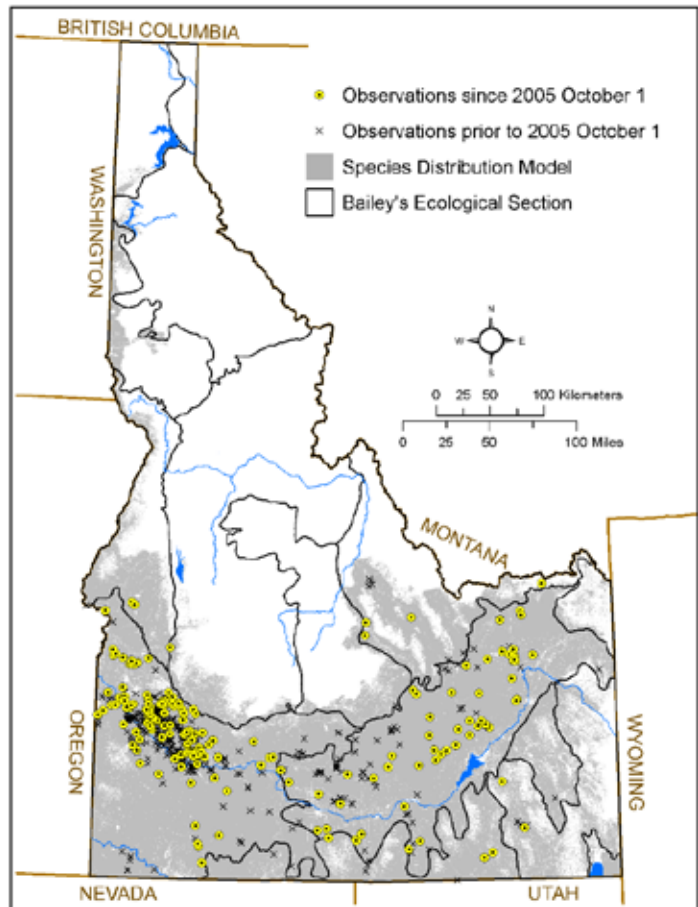 BRITISH COLUMBIA
Observations since 2005 October 1
Observations prior to 2005 October 1
Species Distribution Model
Bailey's Ecological Section
WASHINGTON
N
W
E
S
0 25 50 100 Kilometers
0 25 50 100 Miles
MONTANA
OREGON
WYOMING
NEVADA
UTAH